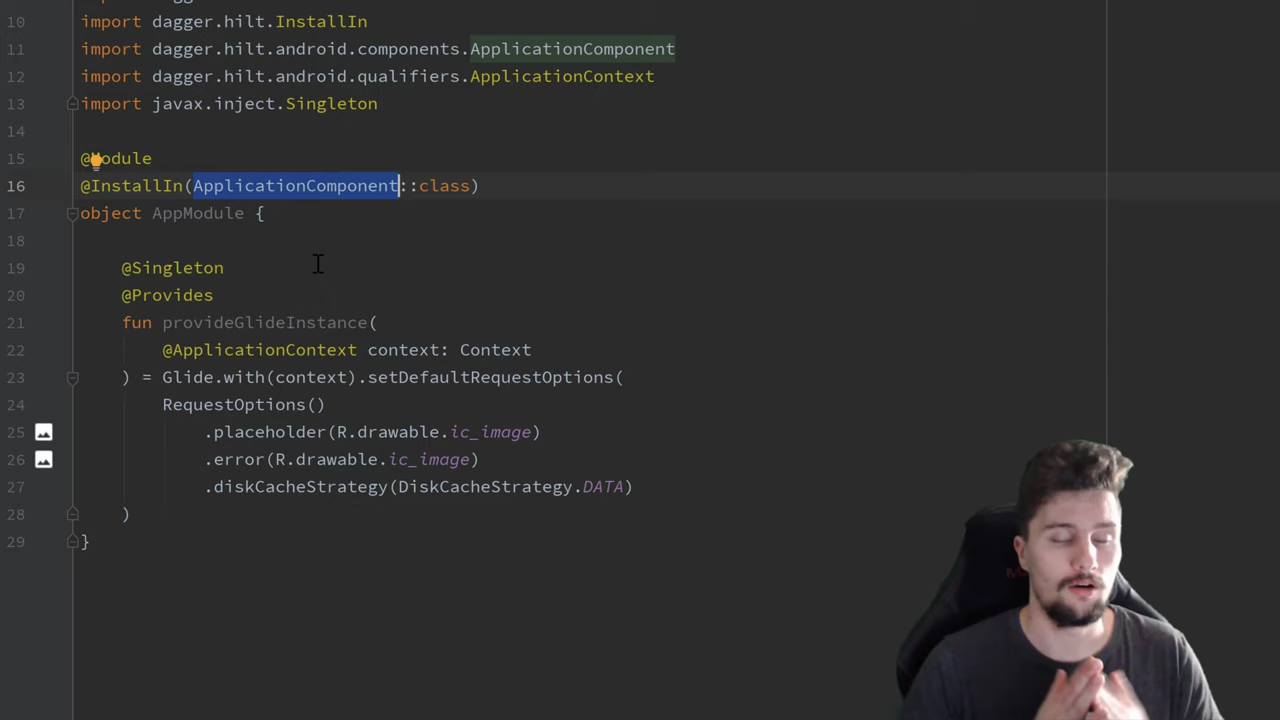 10 import dagger.hilt.InstallIn
11 import dagger.hilt.android.components.ApplicationComponent
12 import dagger.hilt.android.qualifiers.ApplicationContext
13 import javax.inject.Singleton
14
15 @Module
16 @InstallIn(ApplicationComponent::class)
17 object AppModule {
18
19 @Singleton
20 @Provides
21 fun provideGlideInstance(
22 @ApplicationContext context: Context
23 ) = Glide.with(context).setDefaultRequestOptions(
24 RequestOptions()
25 .placeholder(R.drawable.ic_image)
26 .error(R.drawable.ic_image)
27 .diskCacheStrategy(DiskCacheStrategy.DATA)
28 )
29 }